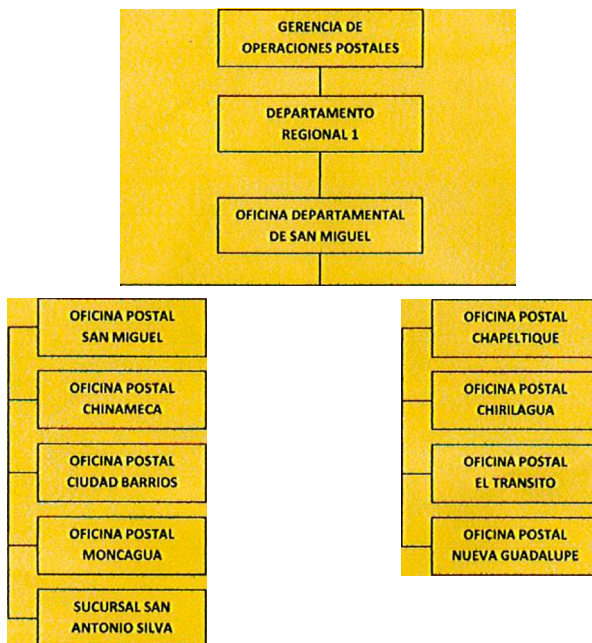 GERENCIA DE
OPERACIONES POSTALES
DEPARTAMENTO
REGIONAL 1
OFICINA DEPARTAMENTAL
DE SAN MIGUEL
OFICINA POSTAL
SAN MIGUEL
OFICINA POSTAL
CHINAMECA
OFICINA POSTAL
CIUDAD BARRIOS
OFICINA POSTAL
MONCAGUA
SUCURSAL SAN
ANTONIO SILVA
OFICINA POSTAL
CHAPELTIQUE
OFICINA POSTAL
CHIRILAGUA
OFICINA POSTAL
EL TRANSITO
OFICINA POSTAL
NUEVA GUADALUPE